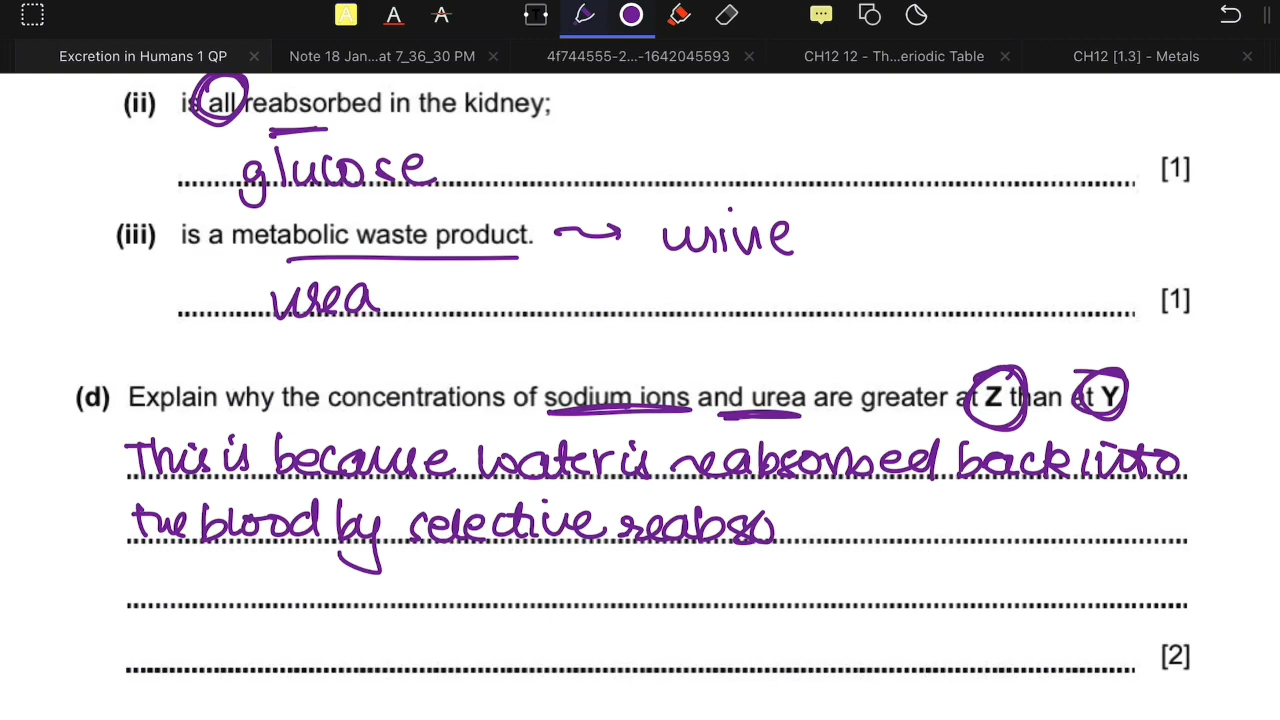 A A A T
Excretion in Humans 1 QP × Note 18 Jan...at 7_36_30 PM × 4f744555-2...-1642045593 × CH12 12 - Th...eriodic Table × CH12 [1.3] - Metals ×
(ii) is all reabsorbed in the kidney;
glucose [1]
(iii) is a metabolic waste product. → urine
urea [1]
(d) Explain why the concentrations of sodium ions and urea are greater at Z than at Y
This is because water is reabsorbed back into
the blood by selective reabso
[2]